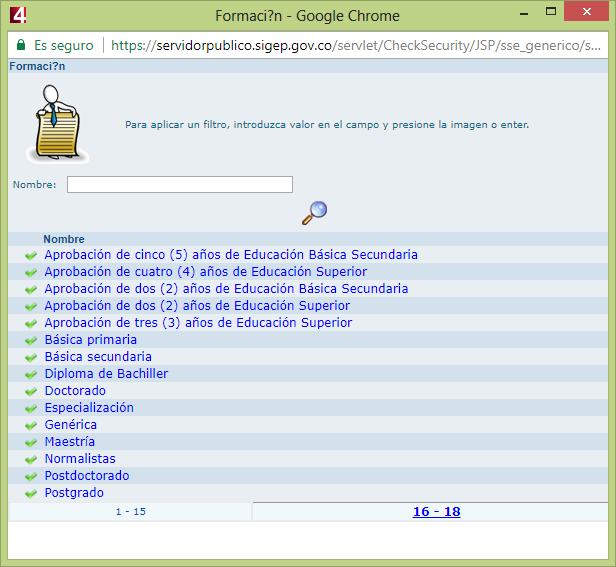 Formaci?n - Google Chrome
Es seguro https://servidorpublico.sigep.gov.co/servlet/CheckSecurity/JSP/sse_generico/s...
Formaci?n
Para aplicar un filtro, introduzca valor en el campo y presione la imagen o enter.
Nombre:
Nombre
Aprobación de cinco (5) años de Educación Básica Secundaria
Aprobación de cuatro (4) años de Educación Superior
Aprobación de dos (2) años de Educación Básica Secundaria
Aprobación de dos (2) años de Educación Superior
Aprobación de tres (3) años de Educación Superior
Básica primaria
Básica secundaria
Diploma de Bachiller
Doctorado
Especialización
Genérica
Maestría
Normalistas
Postdoctorado
Postgrado
1 - 15 16 - 18